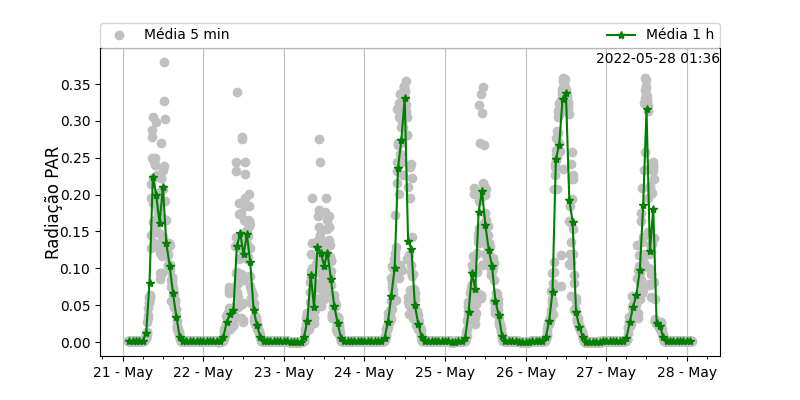 Média 5 min
Média 1 h
2022-05-28 01:36
Radiação PAR
0.35
0.30
0.25
0.20
0.15
0.10
0.05
0.00
21 - May
22 - May
23 - May
24 - May
25 - May
26 - May
27 - May
28 - May